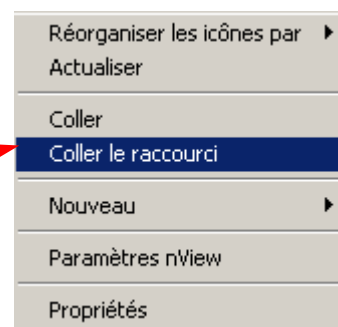 Réorganiser les icônes par
Actualiser
Coller
Coller le raccourci
Nouveau
Paramètres nView
Propriétés